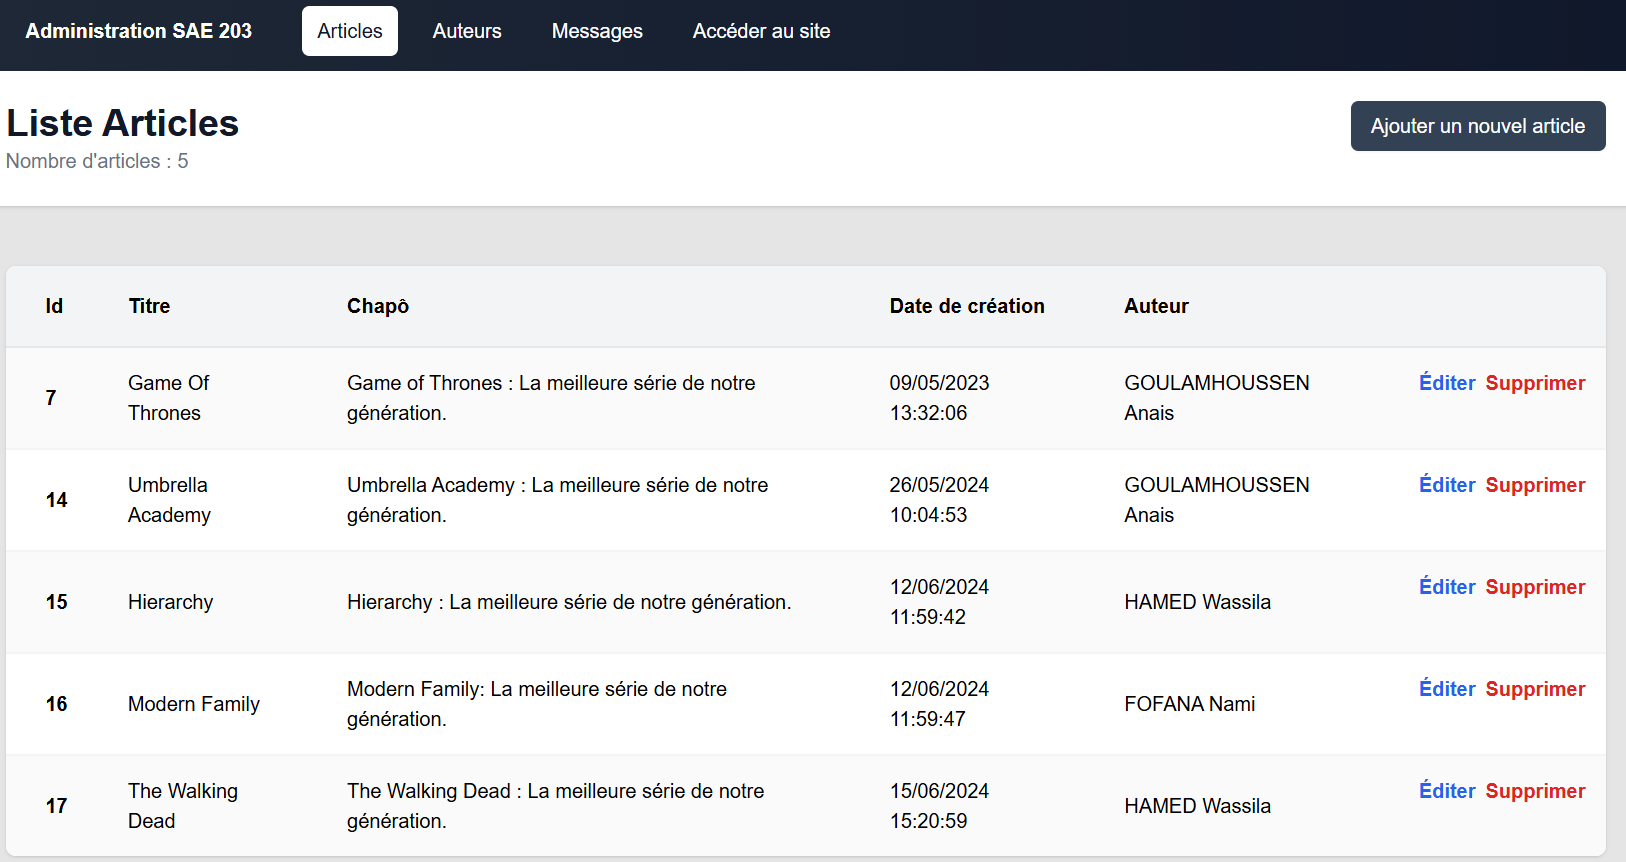 Administration SAE 203 Articles Auteurs Messages Accéder au site
Liste Articles
Ajouter un nouvel article
Nombre d'articles : 5
Id Titre Chapô Date de création Auteur
7 Game Of Thrones Game of Thrones : La meilleure série de notre génération. 09/05/2023 13:32:06 GOULAMHOUSSEN Anais Éditer Supprimer
14 Umbrella Academy Umbrella Academy : La meilleure série de notre génération. 26/05/2024 10:04:53 GOULAMHOUSSEN Anais Éditer Supprimer
15 Hierarchy Hierarchy : La meilleure série de notre génération. 12/06/2024 11:59:42 HAMED Wassila Éditer Supprimer
16 Modern Family Modern Family: La meilleure série de notre génération. 12/06/2024 11:59:47 FOFANA Nami Éditer Supprimer
17 The Walking Dead The Walking Dead : La meilleure série de notre génération. 15/06/2024 15:20:59 HAMED Wassila Éditer Supprimer